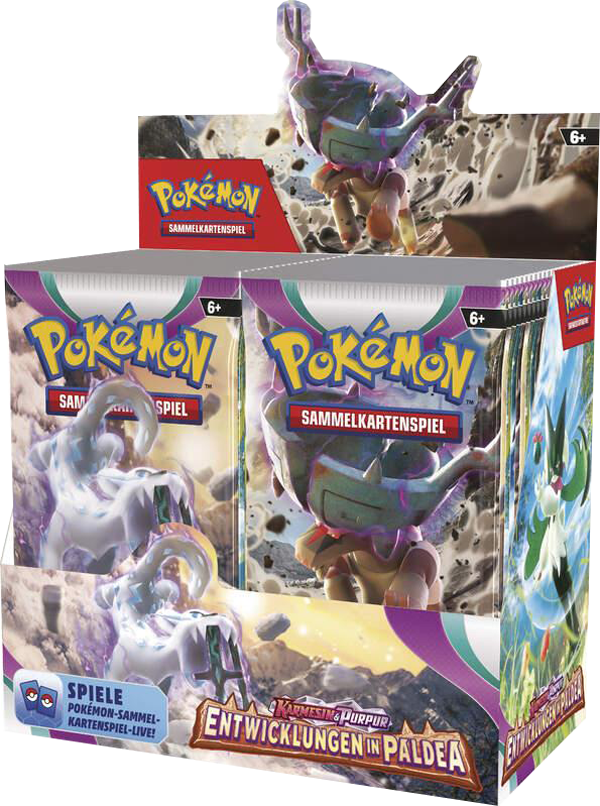 6+
POKéMON
SAMMELKARTENSPIEL
POKéMON
6+
POKéMON
6+
SAMMELKARTENSPIEL
POKéMON
SPIELE
POKÉMON-SAMMEL-
KARTENSPIEL-LIVE!
KARMESIN & PURPUR
ENTWICKLUNGEN IN PALDEA
ENTWICKLUNGEN IN PALDEA